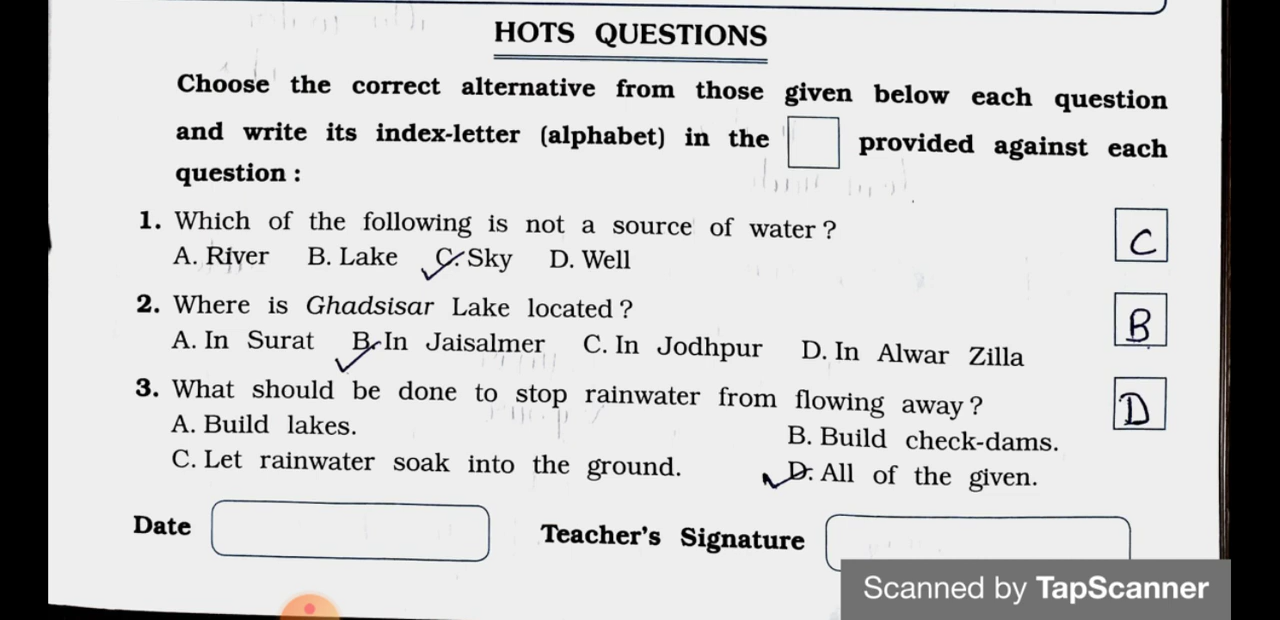 HOTS QUESTIONS
Choose the correct alternative from those given below each question
and write its index-letter (alphabet) in the provided against each
question :
1. Which of the following is not a source of water ? C
A. River B. Lake C. Sky D. Well
2. Where is Ghadsisar Lake located ? B
A. In Surat B. In Jaisalmer C. In Jodhpur D. In Alwar Zilla
3. What should be done to stop rainwater from flowing away ? D
A. Build lakes. B. Build check-dams.
C. Let rainwater soak into the ground. D. All of the given.
Date Teacher's Signature
Scanned by TapScanner